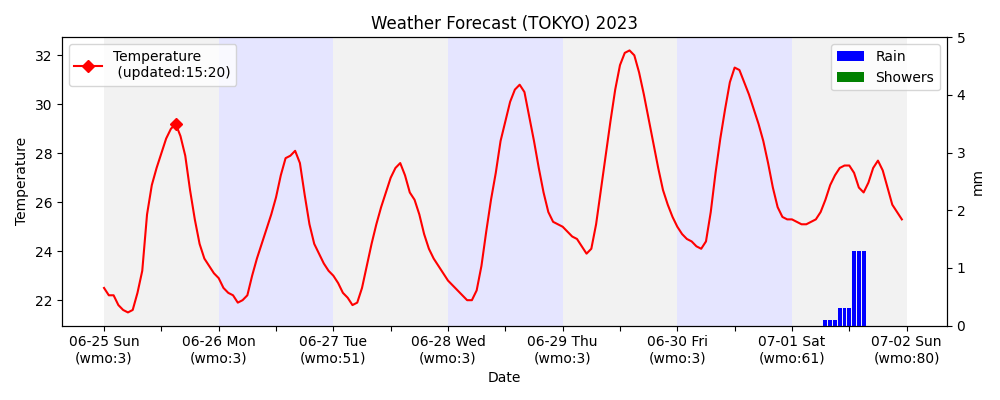 Weather Forecast (TOKYO) 2023
Temperature
(updated:15:20)
Rain
Showers
32
30
28
26
24
22
Temperature
5
4
3
2
1
0
mm
06-25 Sun
(wmo:3)
06-26 Mon
(wmo:3)
06-27 Tue
(wmo:51)
06-28 Wed
(wmo:3)
06-29 Thu
(wmo:3)
06-30 Fri
(wmo:3)
07-01 Sat
(wmo:61)
07-02 Sun
(wmo:80)
Date